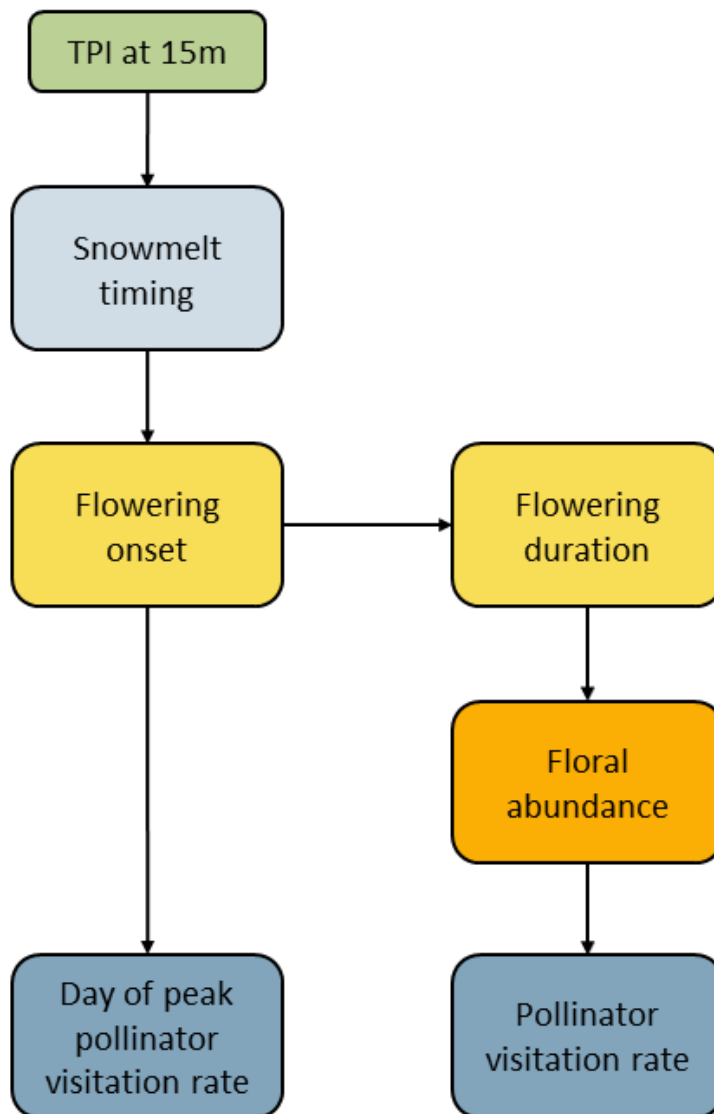 TPI at 15m
Snowmelt
timing
Flowering
onset
Flowering
duration
Floral
abundance
Day of peak
pollinator
visitation rate
Pollinator
visitation rate